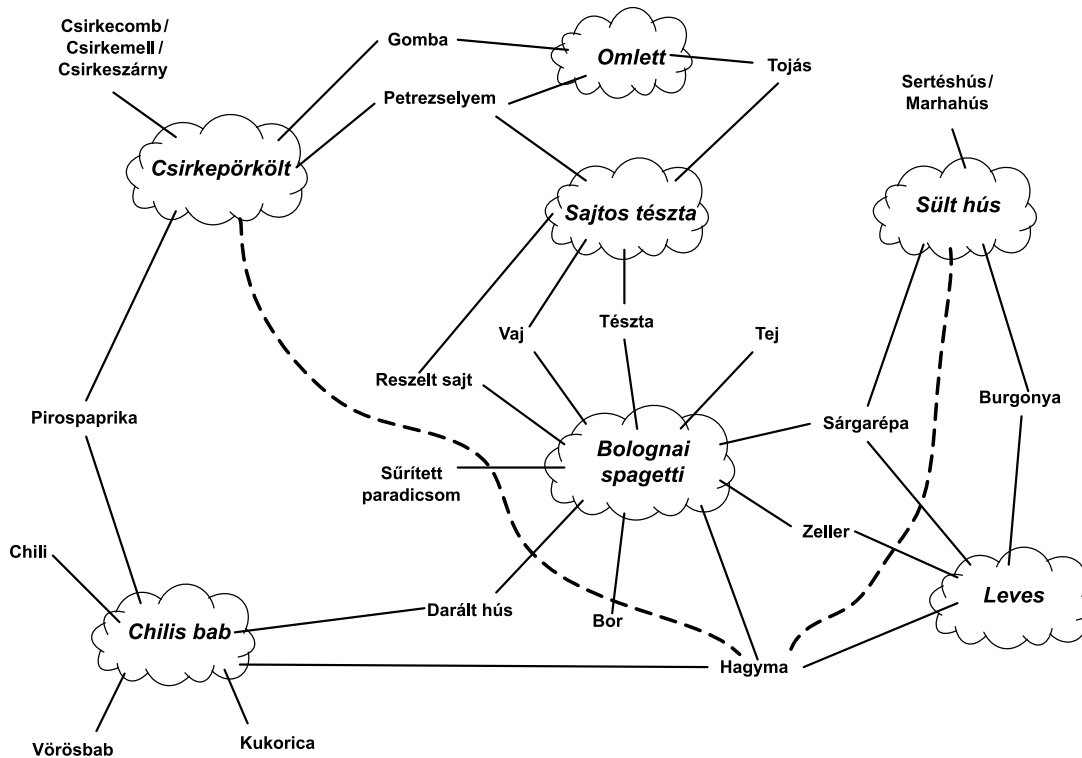 Csirkecomb/
Csirkemell/
Csirkeszárny
Gomba
Omlett
Tojás
Petrezselyem
Sertéshús/
Marhahús
Csirkepörkölt
Sajtos tészta
Sült hús
Vaj
Tészta
Tej
Reszelt sajt
Pirospaprika
Sárgarépa
Burgonya
Bolognai
spagetti
Sűrített
paradicsom
Zeller
Chili
Chilis bab
Darált hús
Bor
Leves
Hagyma
Vörösbab
Kukorica